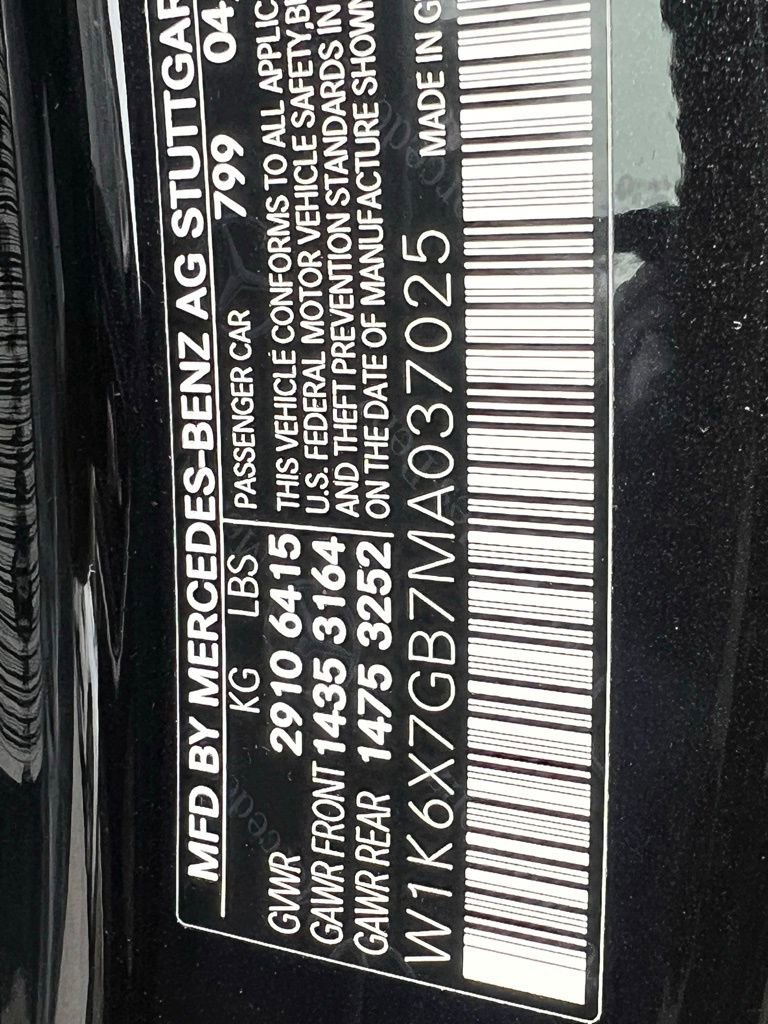 MFD BY MERCEDES-BENZ AG STUTTGAR
799 04
KG LBS PASSENGER CAR
GVWR 2910 6415 THIS VEHICLE CONFORMS TO ALL APPLIC
GAWR FRONT 1435 3164 U.S. FEDERAL MOTOR VEHICLE SAFETY,BU
GAWR REAR 1475 3252 AND THEFT PREVENTION STANDARDS IN
ON THE DATE OF MANUFACTURE SHOWN
W1K6X7GB7MA037025 MADE IN G